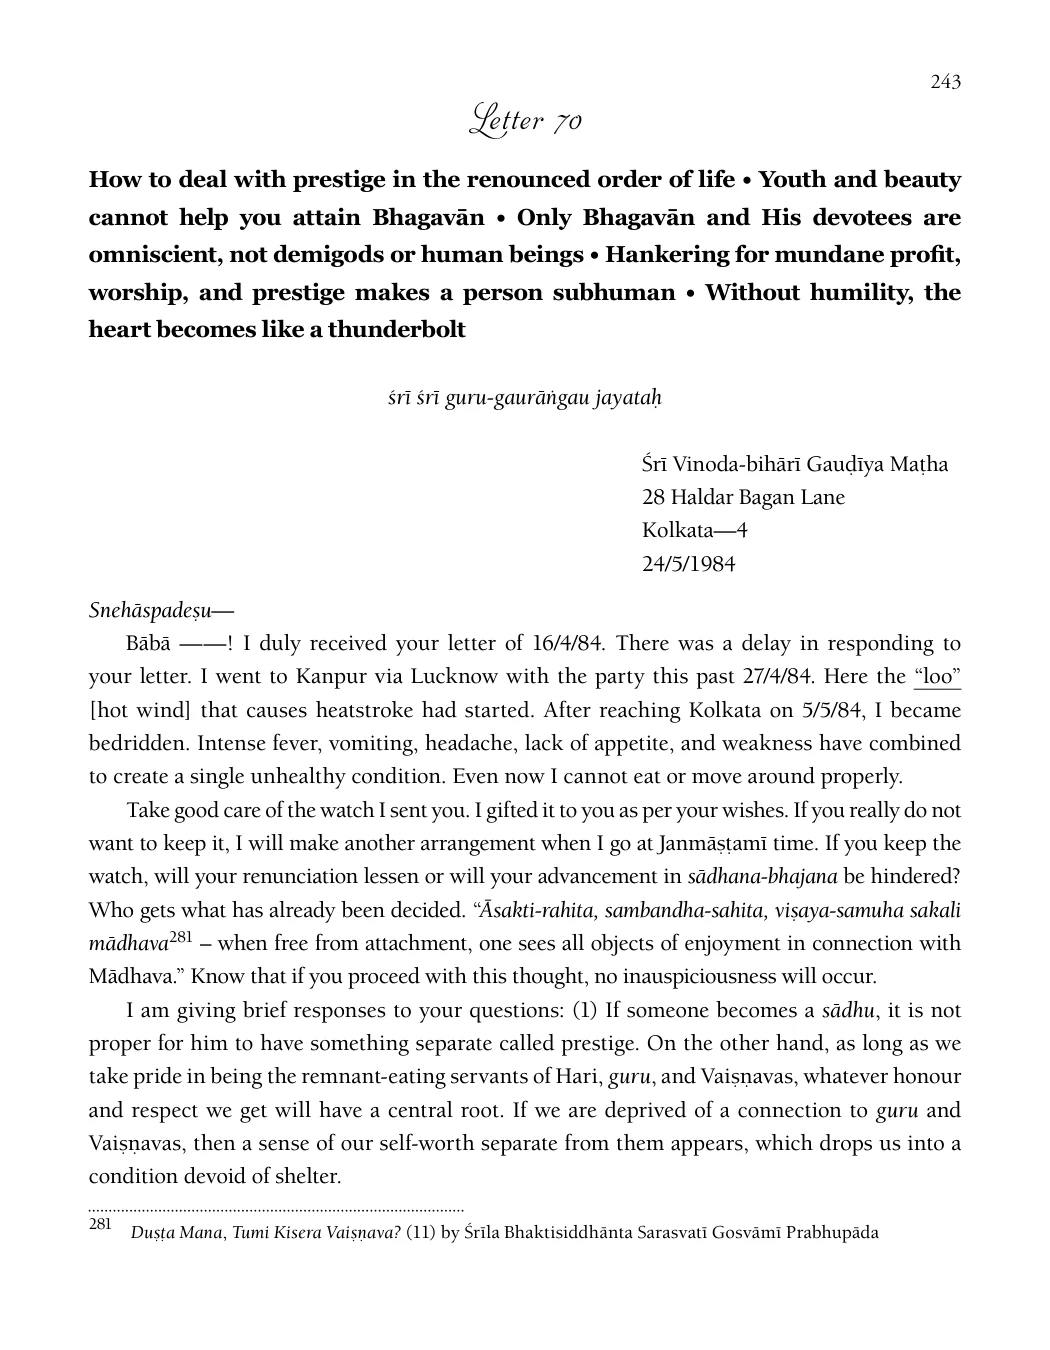 243
Letter 70
How to deal with prestige in the renounced order of life • Youth and beauty
cannot help you attain Bhagavān • Only Bhagavān and His devotees are
omniscient, not demigods or human beings • Hankering for mundane profit,
worship, and prestige makes a person subhuman • Without humility, the
heart becomes like a thunderbolt
śrī śrī guru-gaurāṅgau jayataḥ
Śrī Vinoda-bihārī Gauḍīya Maṭha
28 Haldar Bagan Lane
Kolkata—4
24/5/1984
Snehāspadeṣu—
Bābā ——! I duly received your letter of 16/4/84. There was a delay in responding to
your letter. I went to Kanpur via Lucknow with the party this past 27/4/84. Here the “loo”
[hot wind] that causes heatstroke had started. After reaching Kolkata on 5/5/84, I became
bedridden. Intense fever, vomiting, headache, lack of appetite, and weakness have combined
to create a single unhealthy condition. Even now I cannot eat or move around properly.
Take good care of the watch I sent you. I gifted it to you as per your wishes. If you really do not
want to keep it, I will make another arrangement when I go at Janmāṣṭamī time. If you keep the
watch, will your renunciation lessen or will your advancement in sādhana-bhajana be hindered?
Who gets what has already been decided. “Āsakti-rahita, sambandha-sahita, viṣaya-samuha sakali
mādhava281 – when free from attachment, one sees all objects of enjoyment in connection with
Mādhava.” Know that if you proceed with this thought, no inauspiciousness will occur.
I am giving brief responses to your questions: (1) If someone becomes a sādhu, it is not
proper for him to have something separate called prestige. On the other hand, as long as we
take pride in being the remnant-eating servants of Hari, guru, and Vaiṣṇavas, whatever honour
and respect we get will have a central root. If we are deprived of a connection to guru and
Vaiṣṇavas, then a sense of our self-worth separate from them appears, which drops us into a
condition devoid of shelter.
281 Duṣṭa Mana, Tumi Kisera Vaiṣṇava? (11) by Śrīla Bhaktisiddhānta Sarasvatī Gosvāmī Prabhupāda